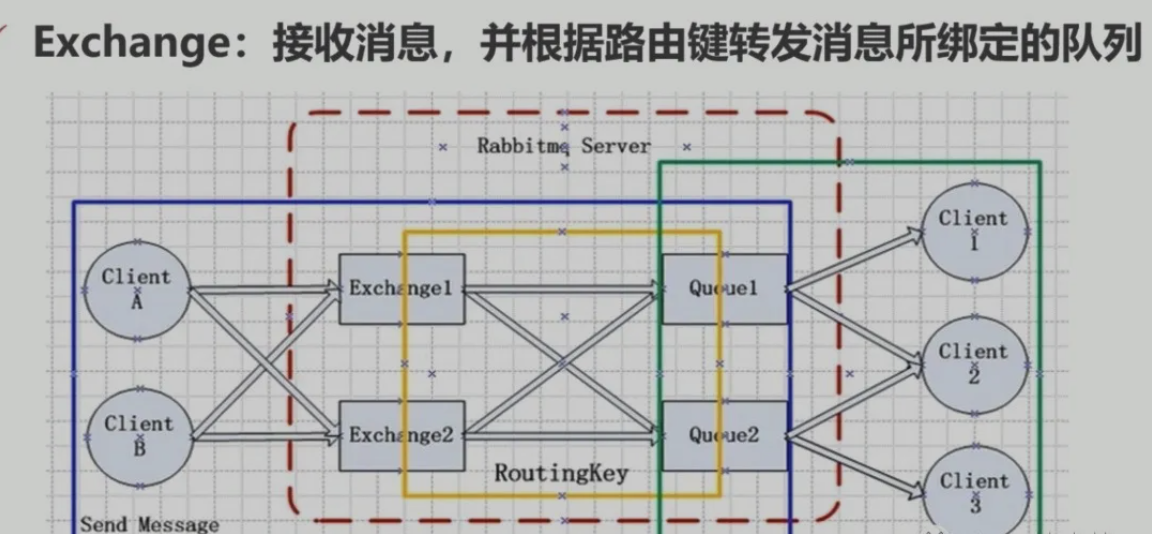 Exchange：接收消息，并根据路由键转发消息所绑定的队列
Rabbitmq Server
Client
A
Client
B
Exchange1
Exchange2
RoutingKey
Queue1
Queue2
Client
1
Client
2
Client
3
Send Message